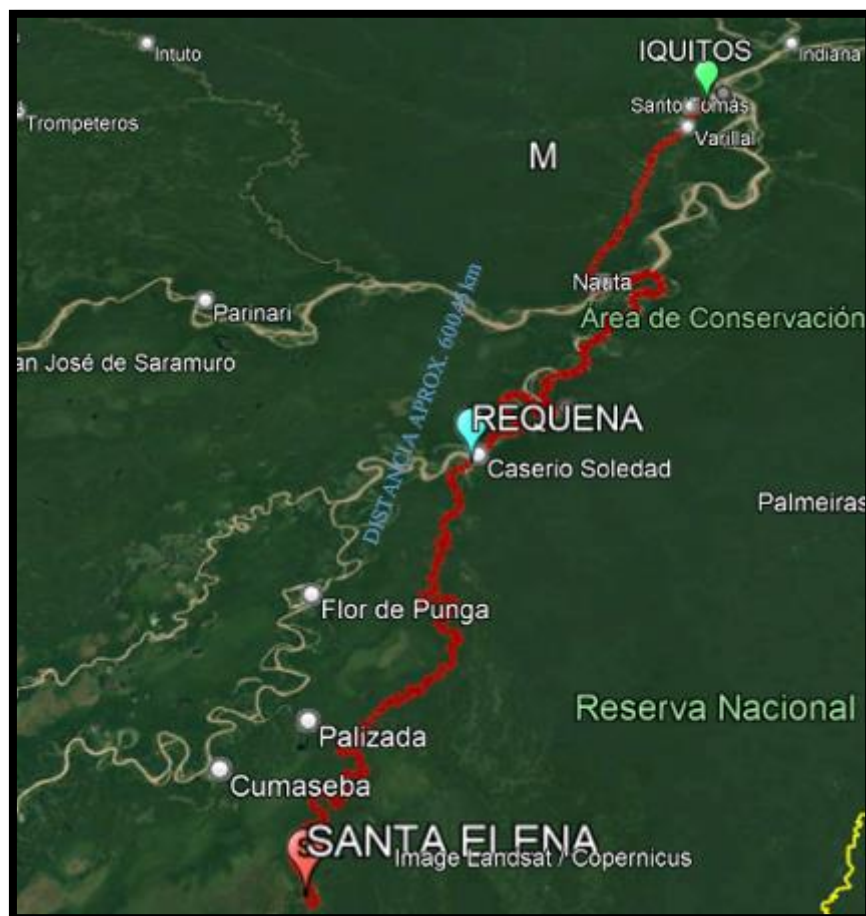 IQUITOS
Indiana
Intuto
Santo Tomás
Trompeteros
Varillal
M
Nauta
Parinari
Área de Conservación
an José de Saramuro
DISTANCIA APROX. km
REQUENA
Caserio Soledad
Palmeiras
Flor de Punga
Reserva Nacional
Palizada
Cumaseba
SANTA ELENA
Image Landsat / Copernicus